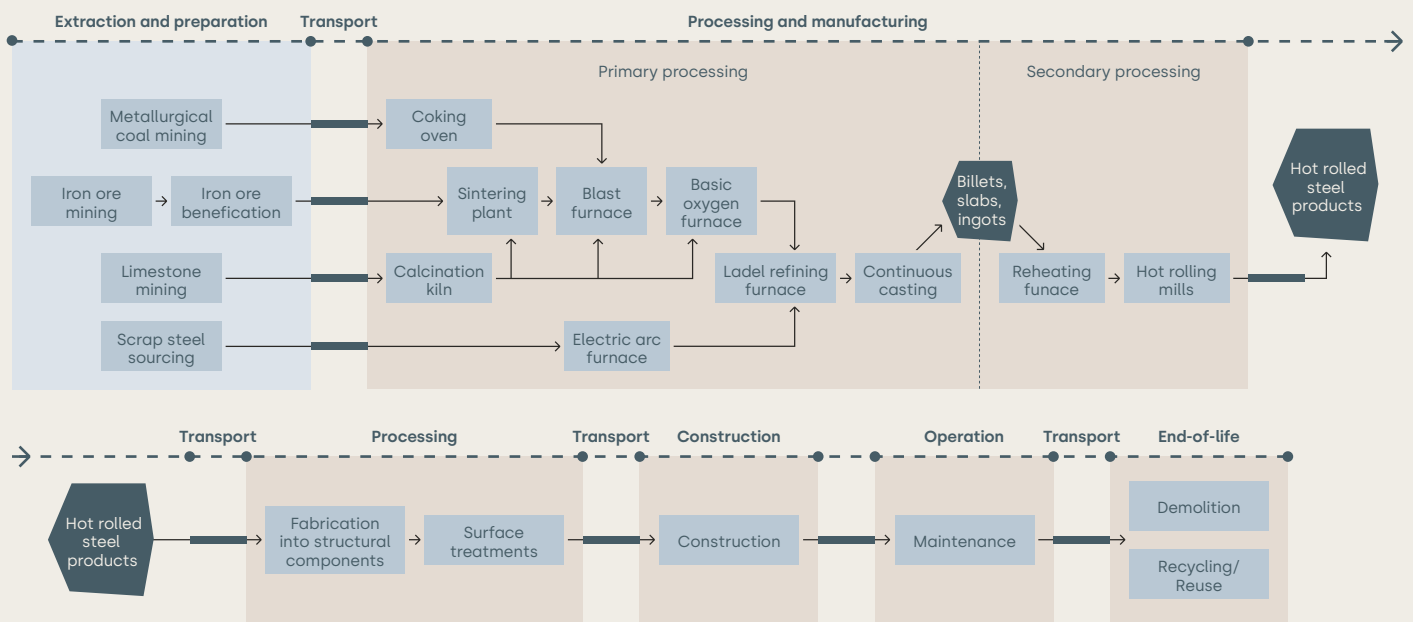 Extraction and preparation
Transport
Processing and manufacturing
Primary processing
Secondary processing
Metallurgical
coal mining
Coking
oven
Iron ore
mining
Iron ore
benefication
Sintering
plant
Blast
furnace
Basic
oxygen
furnace
Billets,
slabs,
ingots
Hot rolled
steel
products
Limestone
mining
Calcination
kiln
Ladel refining
furnace
Continuous
casting
Reheating
funace
Hot rolling
mills
Scrap steel
sourcing
Electric arc
furnace
Transport
Processing
Transport
Construction
Operation
Transport
End-of-life
Hot rolled
steel
products
Fabrication
into structural
components
Surface
treatments
Construction
Maintenance
Demolition
Recycling/
Reuse